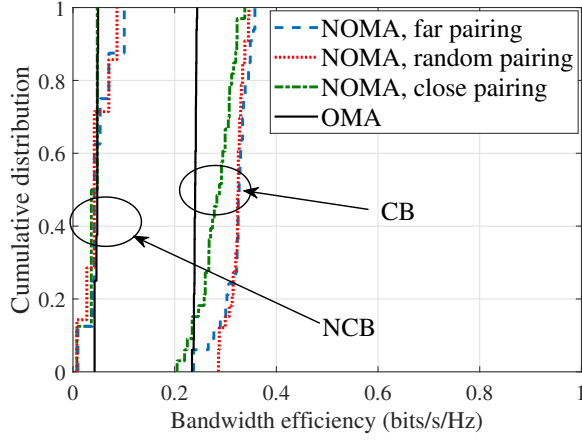 NOMA, far pairing
NOMA, random pairing
NOMA, close pairing
OMA
CB
NCB
Cumulative distribution
1
0.8
0.6
0.4
0.2
0
0 0.2 0.4 0.6 0.8 1
Bandwidth efficiency (bits/s/Hz)